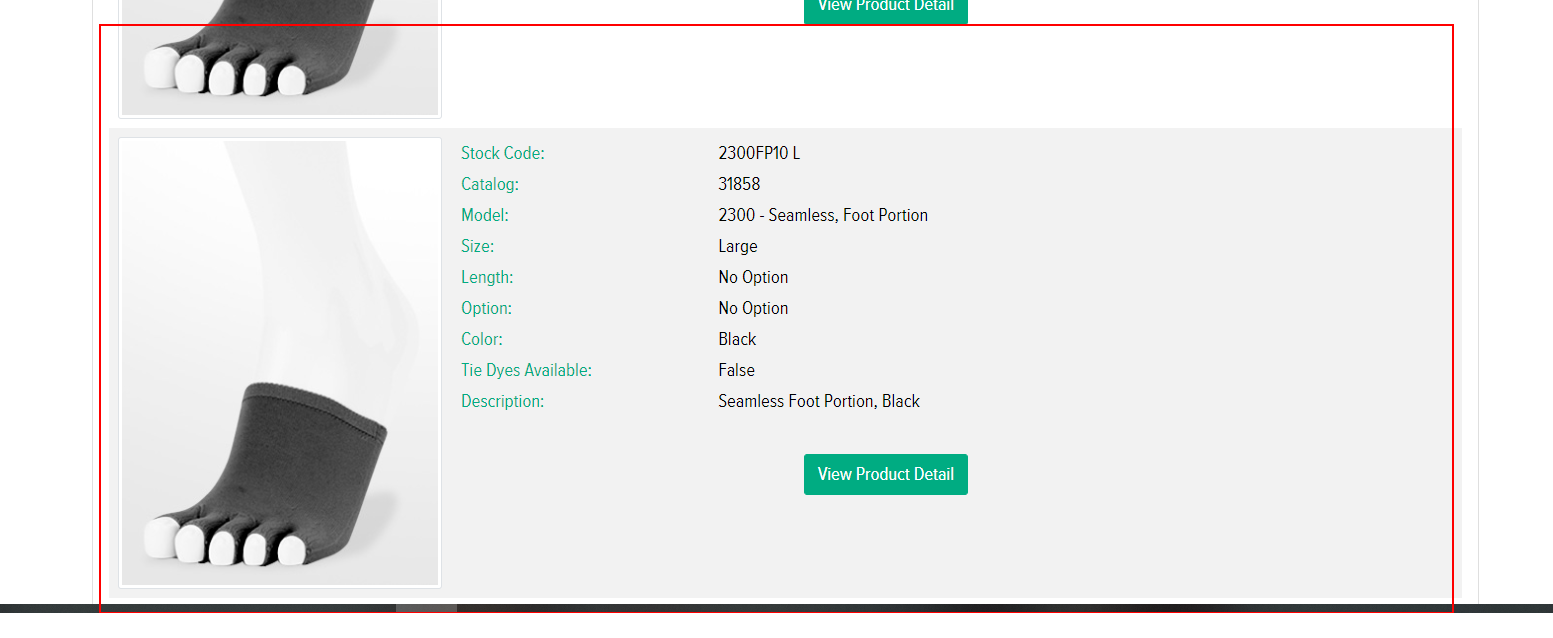 View Product Detail
Stock Code: 2300FP10 L
Catalog: 31858
Model: 2300 - Seamless, Foot Portion
Size: Large
Length: No Option
Option: No Option
Color: Black
Tie Dyes Available: False
Description: Seamless Foot Portion, Black
View Product Detail